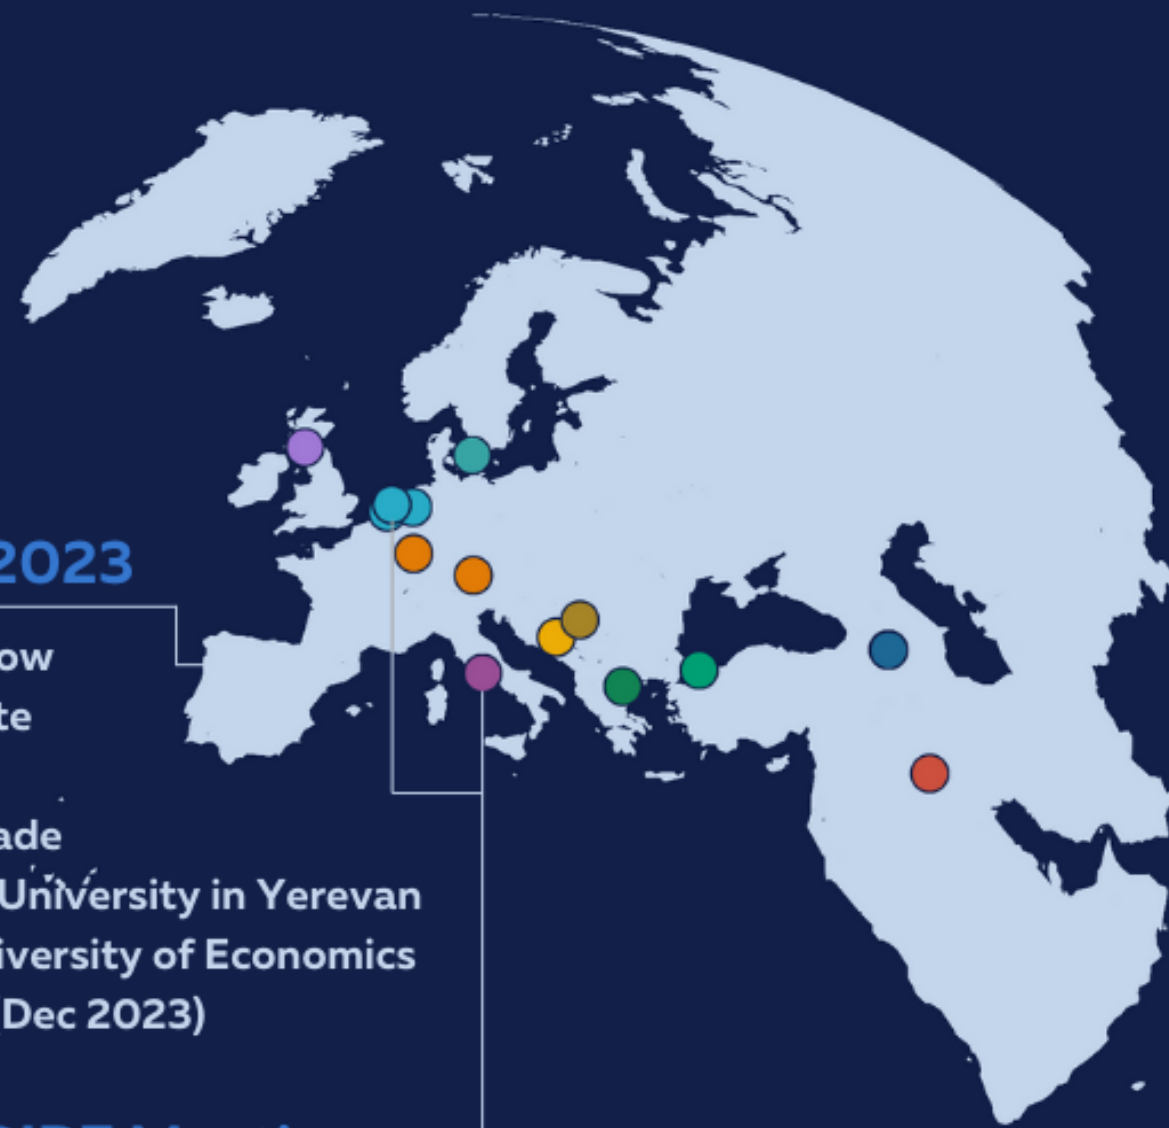 2023
ow
te
ade
University in Yerevan
iversity of Economics
(Dec 2023)